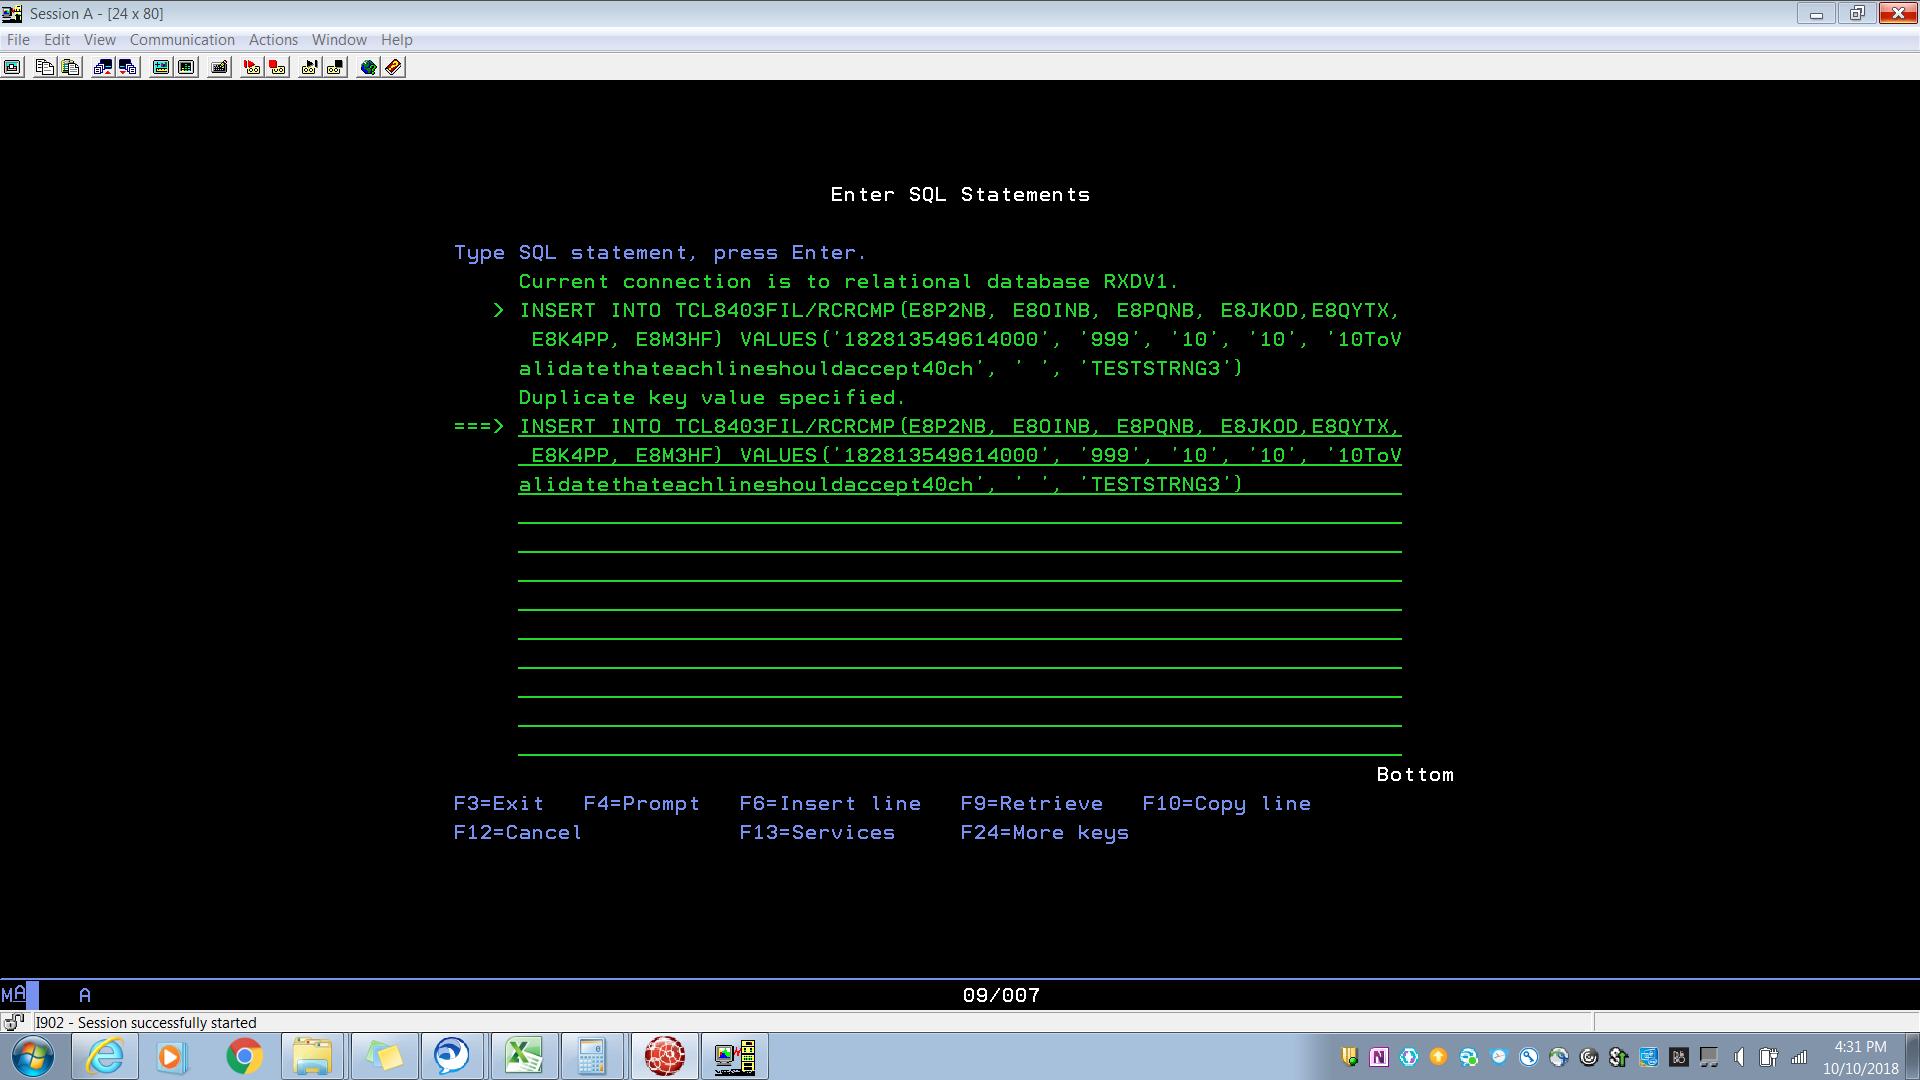 Session A - [24 x 80]
File Edit View Communication Actions Window Help
Enter SQL Statements
Type SQL statement, press Enter.
Current connection is to relational database RXDV1.
> INSERT INTO TCL8403FIL/RCRCMP(E8P2NB, E8OINB, E8PQNB, E8JKOD,E8QYTX,
E8K4PP, E8M3HF) VALUES('182813549614000', '999', '10', '10', '10ToV
alidatethateachlineshouldaccept40ch', ' ', 'TESTSTRNG3')
Duplicate key value specified.
===> INSERT INTO TCL8403FIL/RCRCMP(E8P2NB, E8OINB, E8PQNB, E8JKOD,E8QYTX,
E8K4PP, E8M3HF) VALUES('182813549614000', '999', '10', '10', '10ToV
alidatethateachlineshouldaccept40ch', ' ', 'TESTSTRNG3')
Bottom
F3=Exit F4=Prompt F6=Insert line F9=Retrieve F10=Copy line
F12=Cancel F13=Services F24=More keys
MA A 09/007
I902 - Session successfully started
4:31 PM
10/10/2018